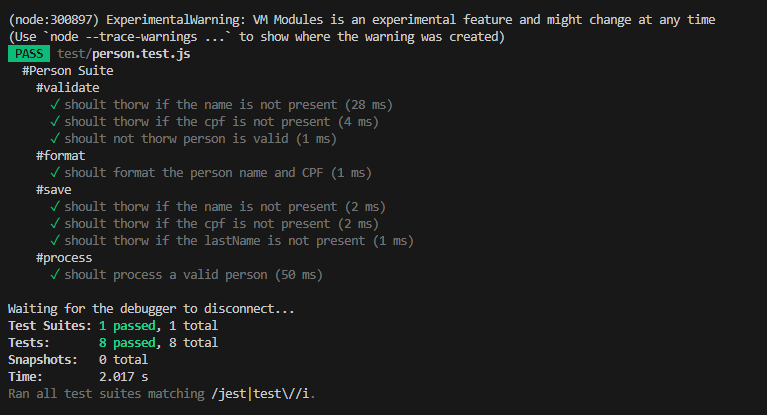 (node:300897) ExperimentalWarning: VM Modules is an experimental feature and might change at any time
(Use `node --trace-warnings ...` to show where the warning was created)
PASS test/person.test.js
#Person Suite
#validate
✓ shoult thorw if the name is not present (28 ms)
✓ shoult thorw if the cpf is not present (4 ms)
✓ shoult not thorw person is valid (1 ms)
#format
✓ shoult format the person name and CPF (1 ms)
#save
✓ shoult thorw if the name is not present (2 ms)
✓ shoult thorw if the cpf is not present (2 ms)
✓ shoult thorw if the lastName is not present (1 ms)
#process
✓ shoult process a valid person (50 ms)
Waiting for the debugger to disconnect...
Test Suites: 1 passed, 1 total
Tests: 8 passed, 8 total
Snapshots: 0 total
Time: 2.017 s
Ran all test suites matching /jest|test\//i.